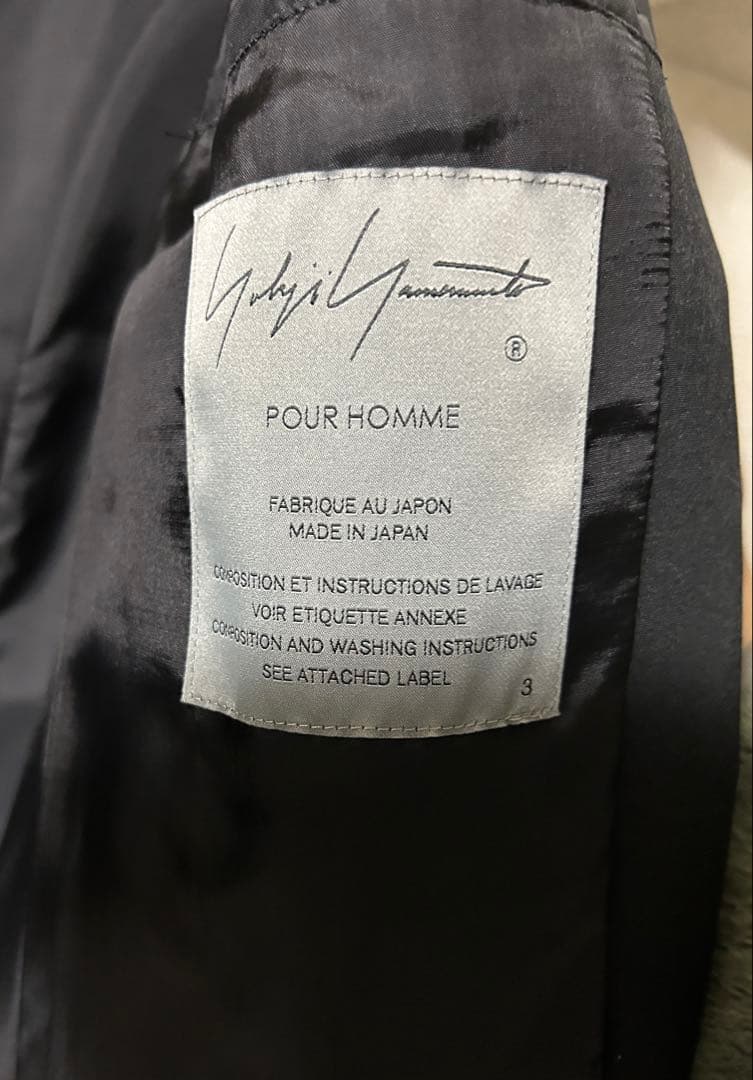 Yohji Yamamoto
®
POUR HOMME
FABRIQUE AU JAPON
MADE IN JAPAN
COMPOSITION ET INSTRUCTIONS DE LAVAGE
VOIR ETIQUETTE ANNEXE
COMPOSITION AND WASHING INSTRUCTIONS
SEE ATTACHED LABEL
3